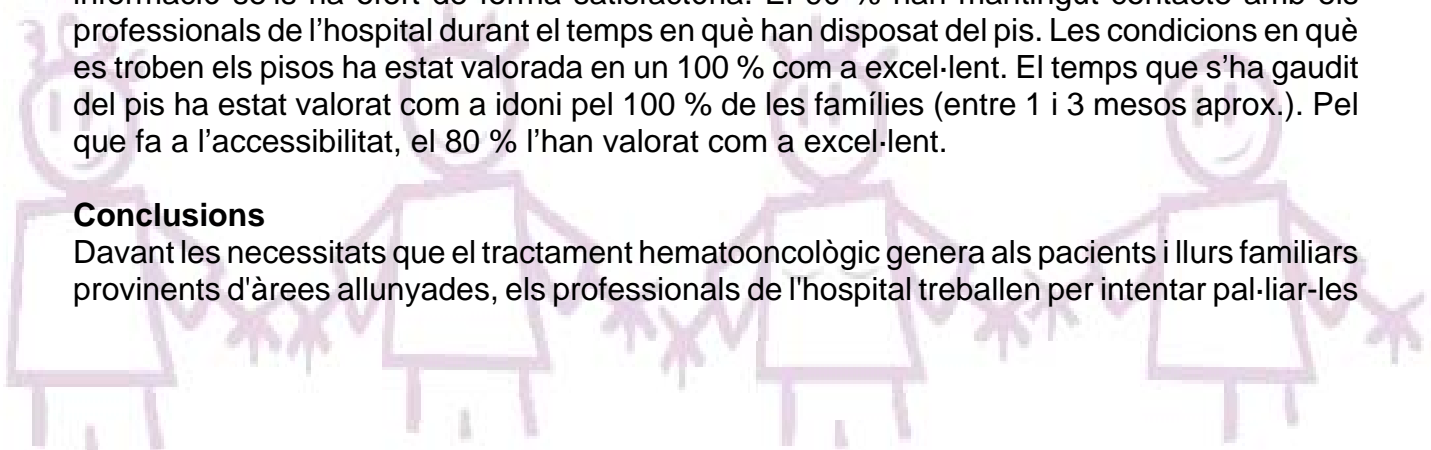 professionals de l’hospital durant el temps en què han disposat del pis. Les condicions en què
es troben els pisos ha estat valorada en un 100 % com a excel·lent. El temps que s’ha gaudit
del pis ha estat valorat com a idoni pel 100 % de les famílies (entre 1 i 3 mesos aprox.). Pel
que fa a l’accessibilitat, el 80 % l’han valorat com a excel·lent.
Conclusions
Davant les necessitats que el tractament hematooncològic genera als pacients i llurs familiars
provinents d'àrees allunyades, els professionals de l'hospital treballen per intentar pal·liar-les